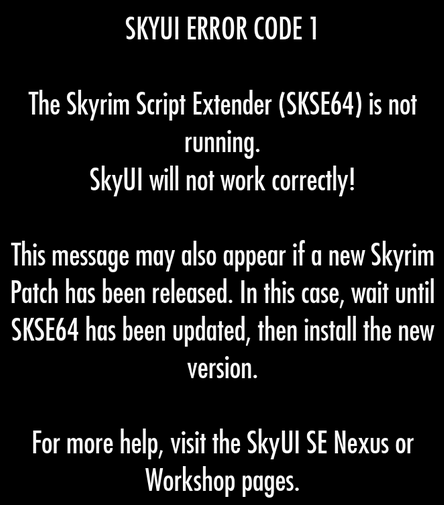 SKYUI ERROR CODE 1
The Skyrim Script Extender (SKSE64) is not
running.
SkyUI will not work correctly!
This message may also appear if a new Skyrim
Patch has been released. In this case, wait until
SKSE64 has been updated, then install the new
version.
For more help, visit the SkyUI SE Nexus or
Workshop pages.